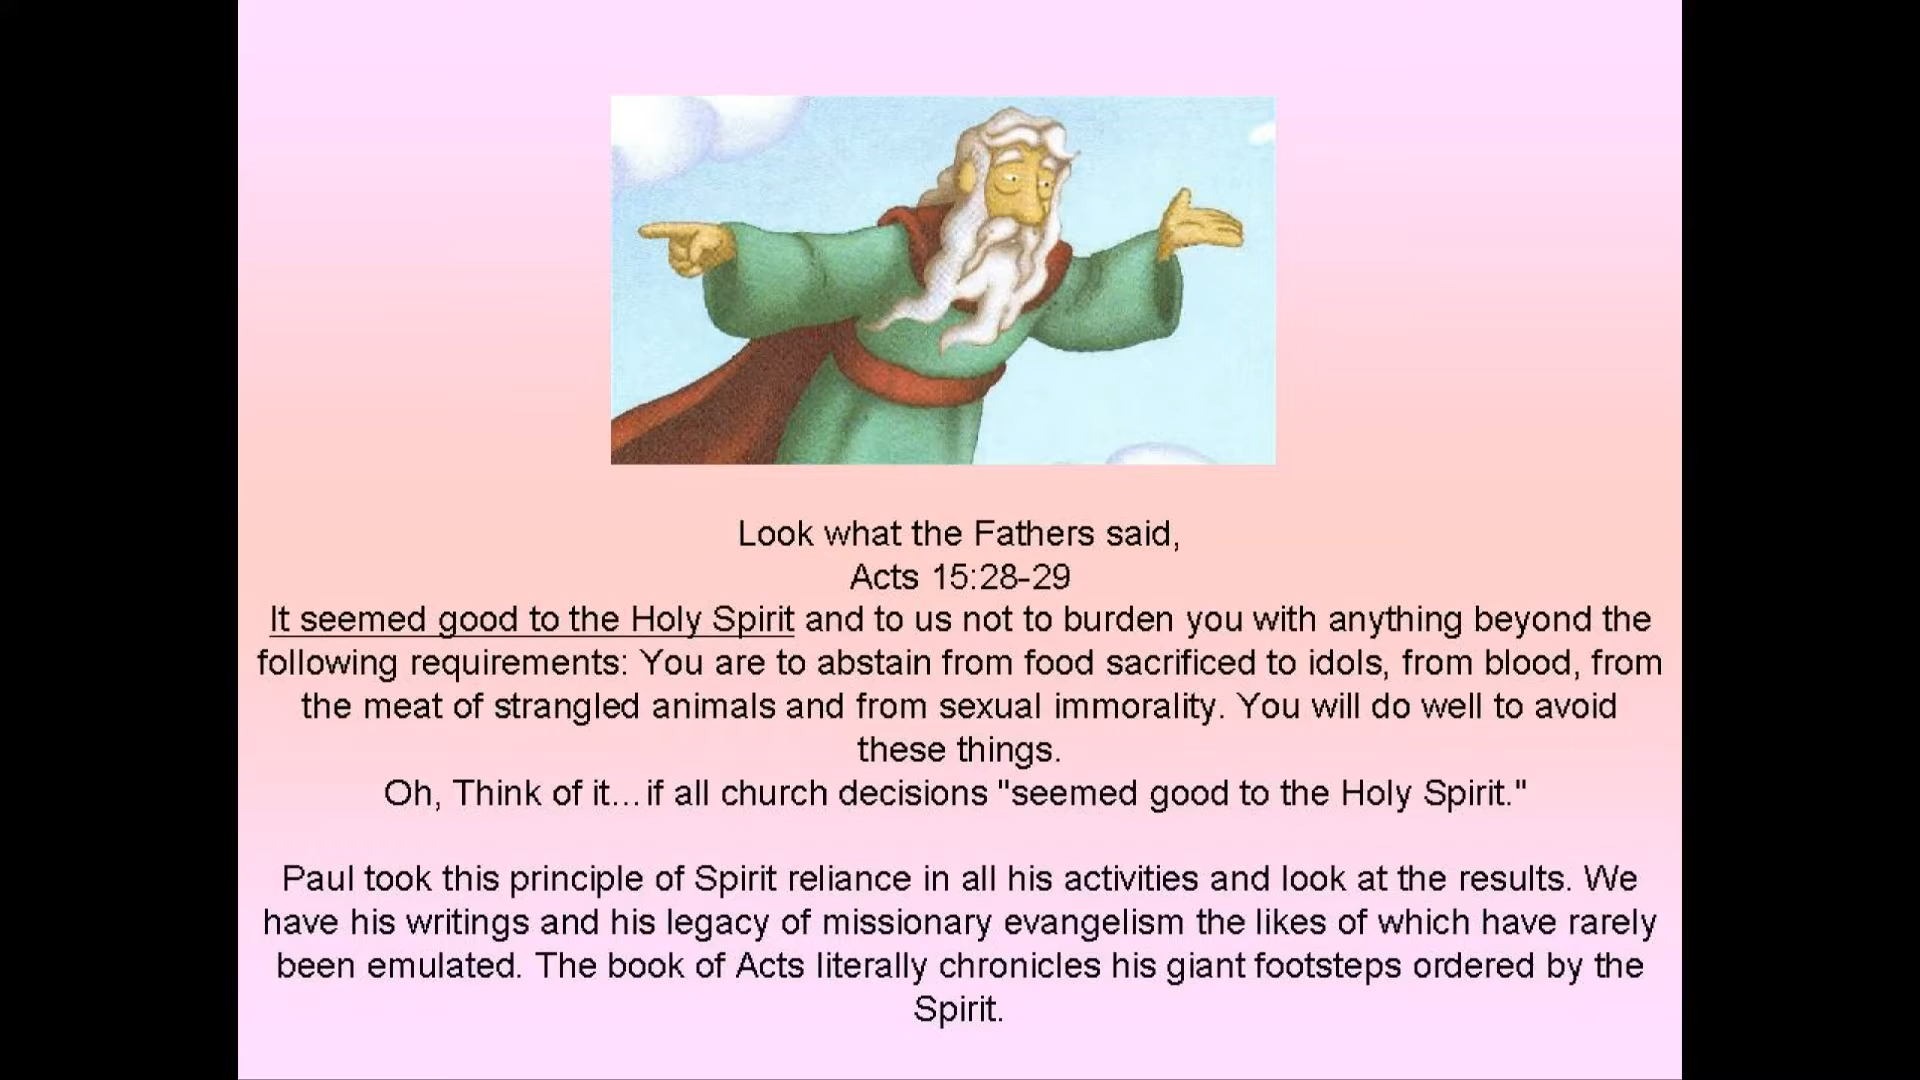 Look what the Fathers said,
Acts 15:28-29
It seemed good to the Holy Spirit and to us not to burden you with anything beyond the
following requirements: You are to abstain from food sacrificed to idols, from blood, from
the meat of strangled animals and from sexual immorality. You will do well to avoid
these things.
Oh, Think of it...if all church decisions "seemed good to the Holy Spirit."
Paul took this principle of Spirit reliance in all his activities and look at the results. We
have his writings and his legacy of missionary evangelism the likes of which have rarely
been emulated. The book of Acts literally chronicles his giant footsteps ordered by the
Spirit.